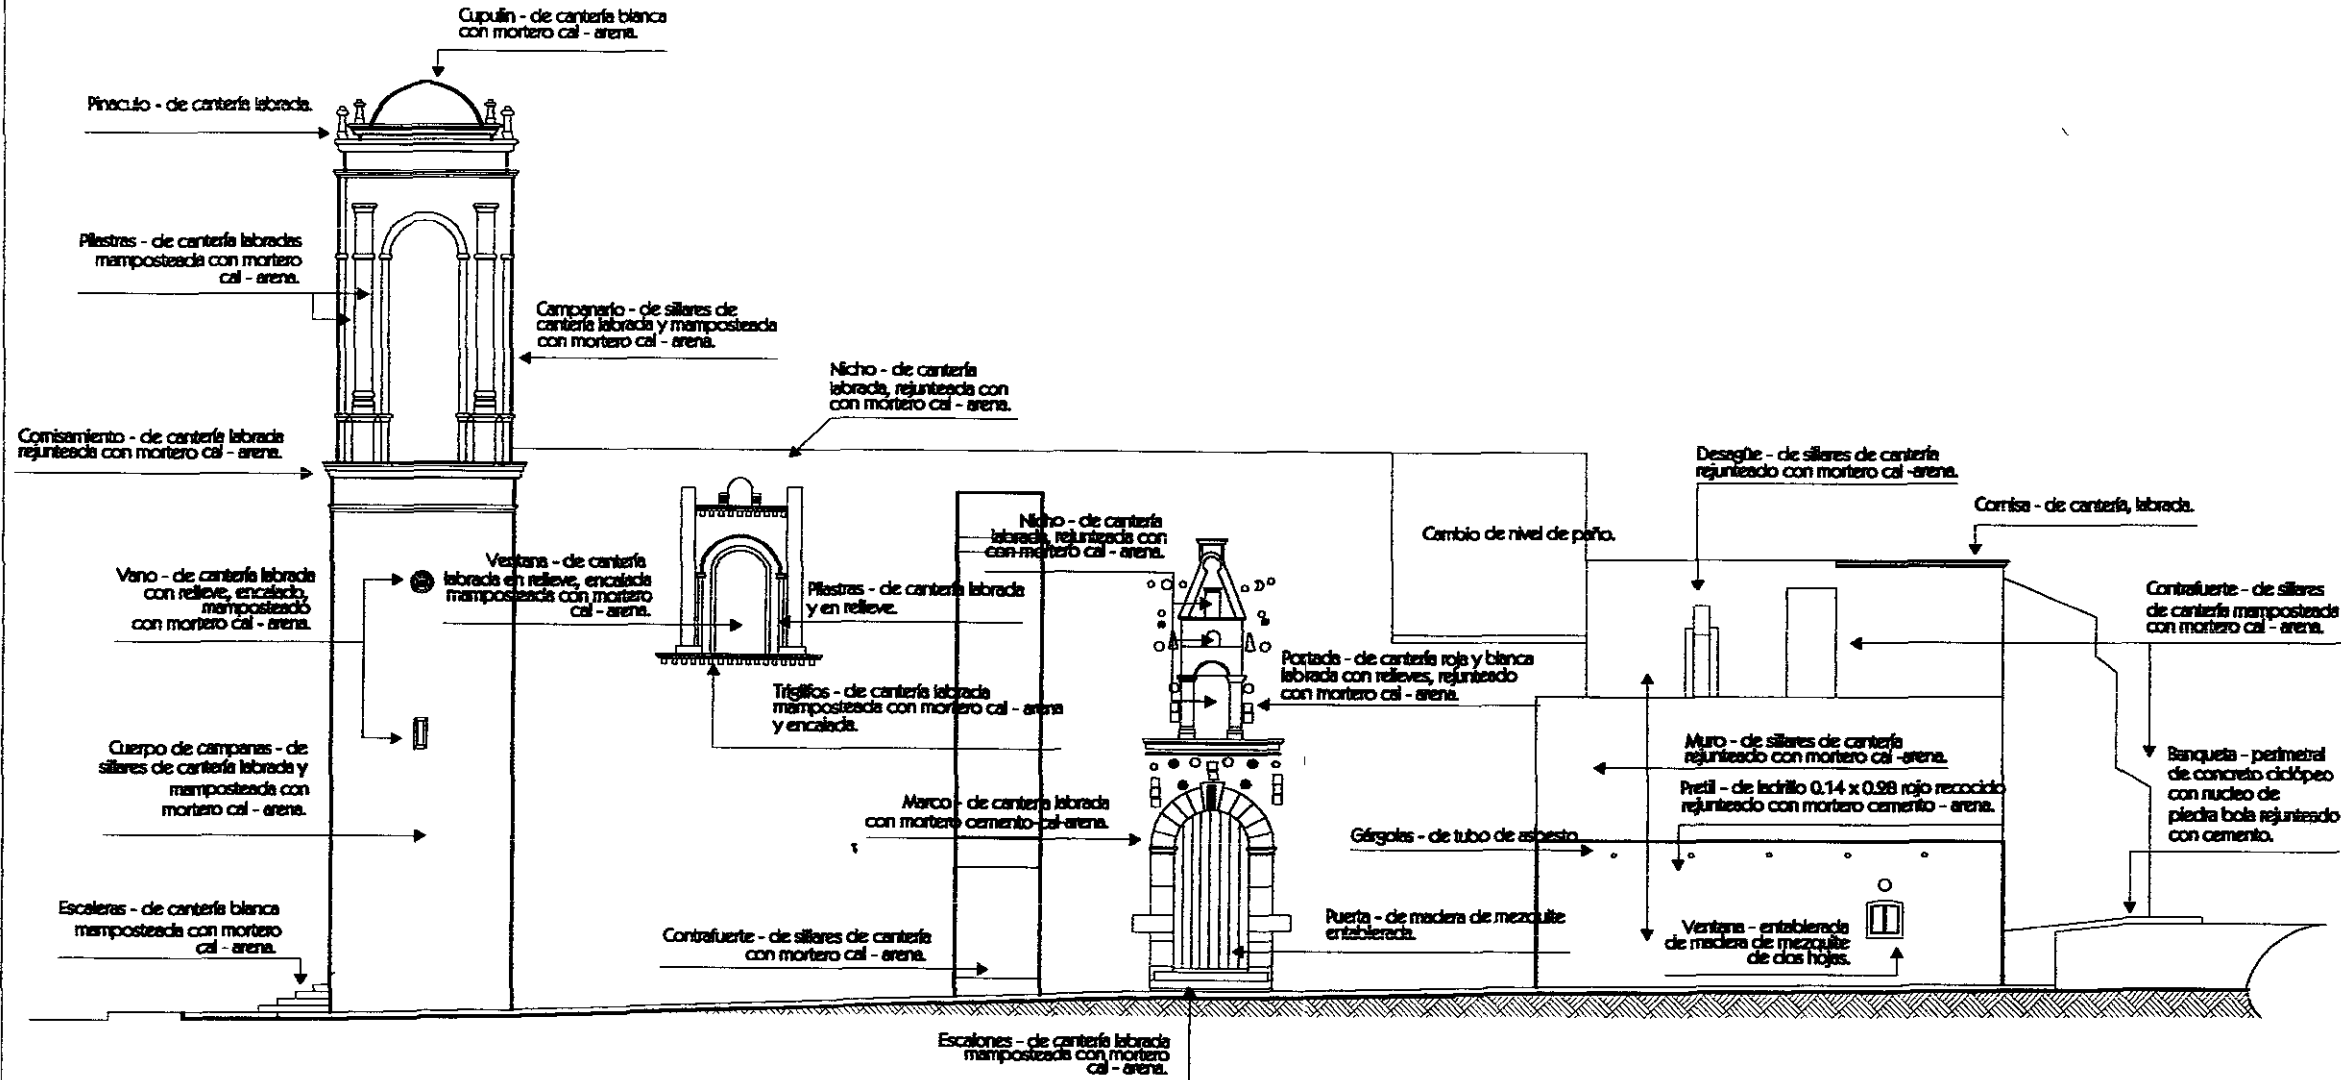 Cupulín - de cantería blanca
con mortero cal - arena.
Pinaculo - de cantería labrada.
Pilastras - de cantería labradas
mamposteada con mortero
cal - arena.
Campanario - de sillares de
cantería labrada y mamposteada
con mortero cal - arena.
Nicho - de cantería
labrada, rejunteada con
con mortero cal - arena.
Cornisamiento - de cantería labrada
rejunteada con mortero cal - arena.
Desagüe - de sillares de cantería
rejunteado con mortero cal -arena.
Cornisa - de cantería, labrada.
Nicho - de cantería
labrada, rejunteada con
con mortero cal - arena.
Cambio de nivel de paño.
Vano - de cantería labrada
con relieve, encalado,
mamposteado
con mortero cal - arena.
Ventana - de cantería
labrada en relieve, encalada
mamposteada con mortero
cal - arena.
Pilastras - de cantería labrada
y en relieve.
Contrafuerte - de sillares
de cantería mamposteada
con mortero cal - arena.
Portada - de cantería roja y blanca
labrada con relieves, rejunteado
con mortero cal - arena.
Triglifos - de cantería labrada
mamposteada con mortero cal - arena
y encalada.
Cuerpo de campanas - de
sillares de cantería labrada y
mamposteada con
mortero cal - arena.
Muro - de sillares de cantería
rejunteado con mortero cal -arena.
Pretil - de ladrillo 0.14 x 0.28 rojo recocido
rejunteado con mortero cemento - arena.
Banqueta - perimetral
de concreto ciclópeo
con nucleo de
piedra bola rejunteado
con cemento.
Marco - de cantería labrada
con mortero cemento-cal-arena.
Gárgolas - de tubo de asbesto
Escaleras - de cantería blanca
mamposteada con mortero
cal - arena.
Contrafuerte - de sillares de cantería
con mortero cal - arena.
Puerta - de madera de mezquite
entablerada.
Ventana - entablerada
de madera de mezquite
de dos hojas.
Escalones - de cantería labrada
mamposteada con mortero
cal - arena.